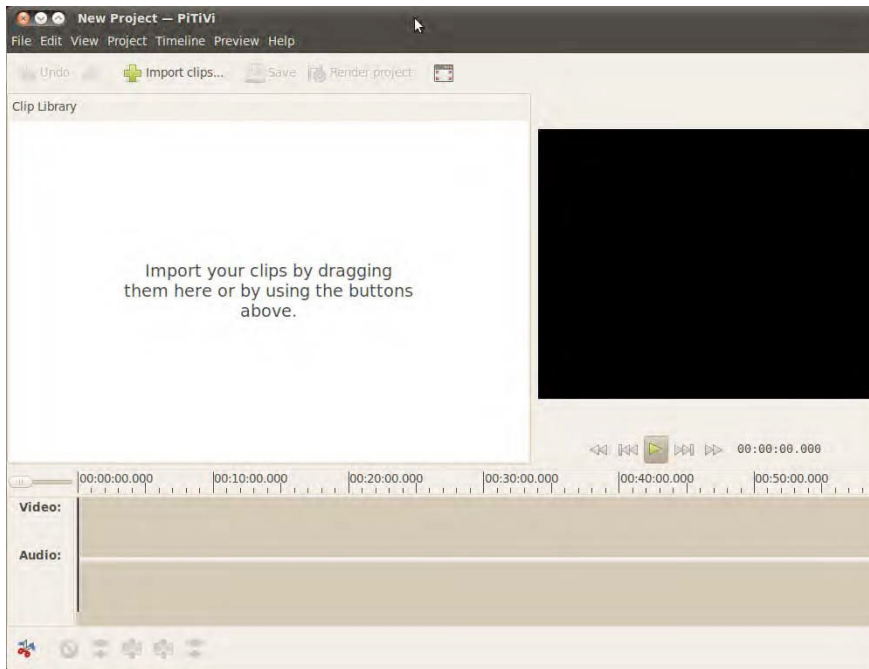 New Project — PiTiVi
File Edit View Project Timeline Preview Help
Undo Import clips... Save Render project
Clip Library
Import your clips by dragging
them here or by using the buttons
above.
00:00:00.000
00:00:00.000 00:10:00.000 00:20:00.000 00:30:00.000 00:40:00.000 00:50:00.000
Video:
Audio: